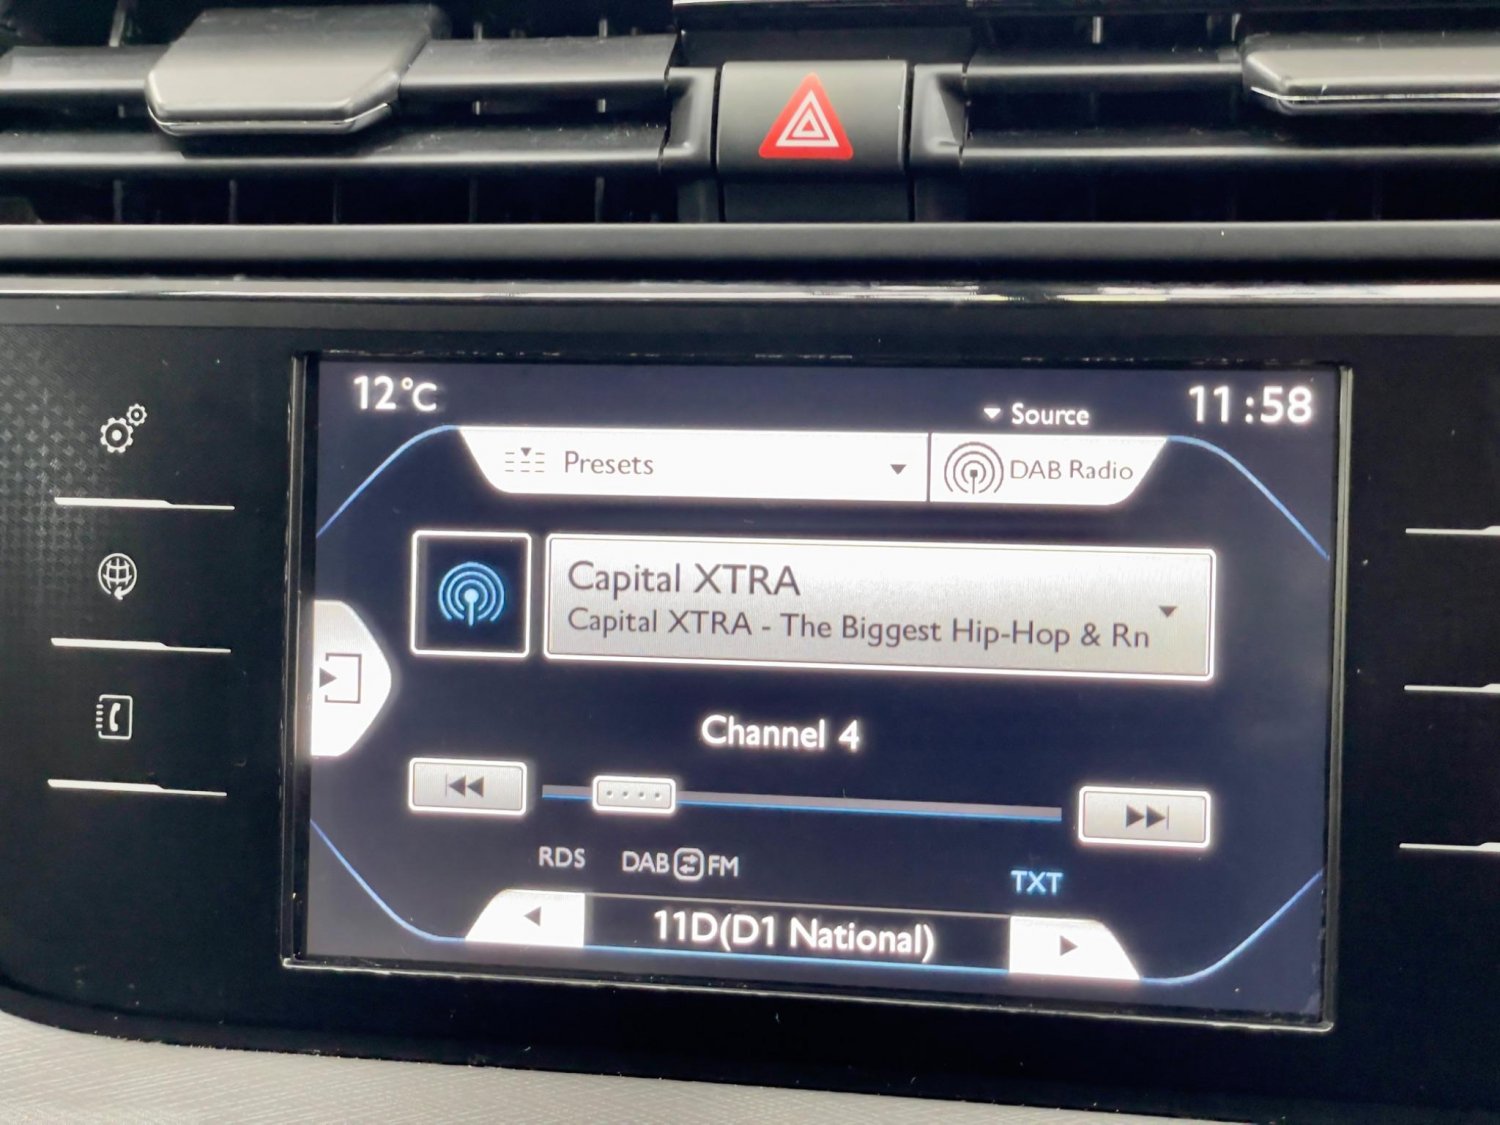 12°C
Source
11:58
Presets
DAB Radio
Capital XTRA
Capital XTRA - The Biggest Hip-Hop & Rn
Channel 4
RDS
DAB FM
TXT
11D(D1 National)